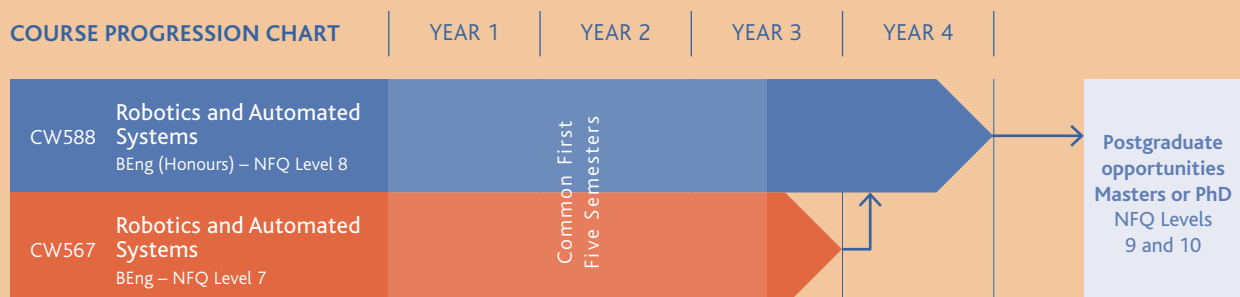 COURSE PROGRESSION CHART
YEAR 1
YEAR 2
YEAR 3
YEAR 4
CW588
Robotics and Automated
Systems
BEng (Honours) – NFQ Level 8
CW567
Robotics and Automated
Systems
BEng – NFQ Level 7
Common First
Five Semesters
Postgraduate
opportunities
Masters or PhD
NFQ Levels
9 and 10